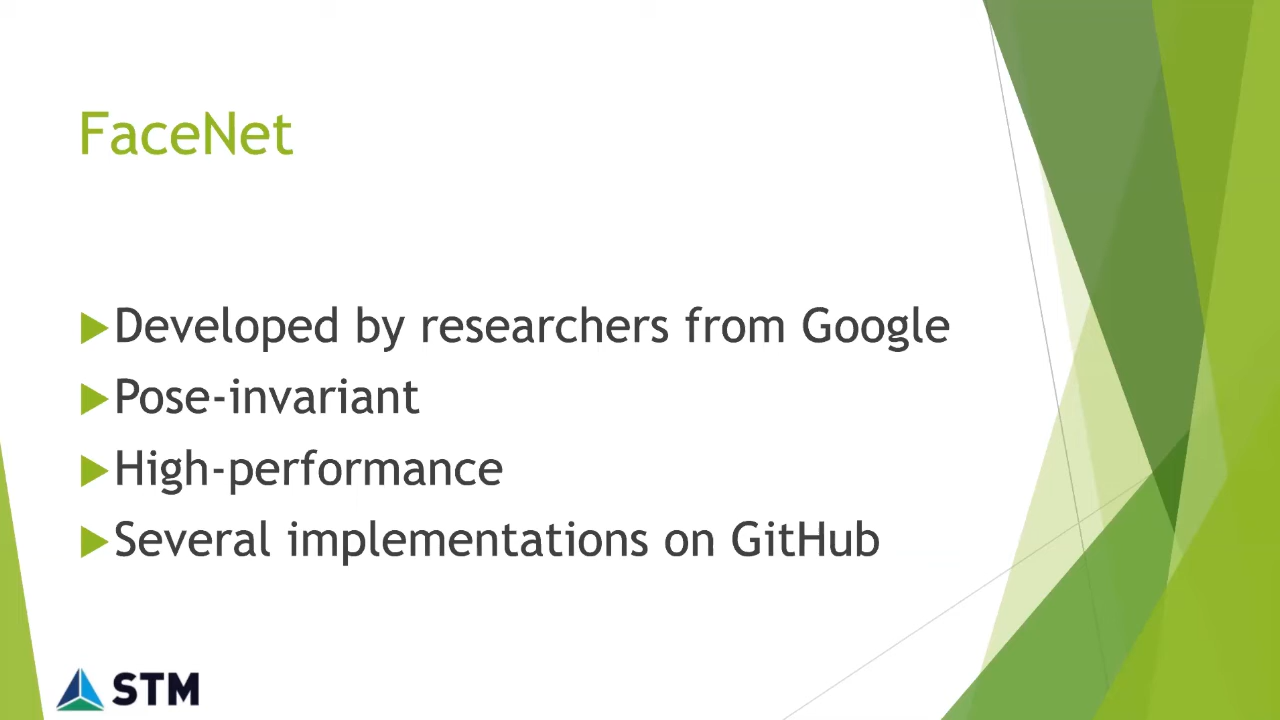 FaceNet
Developed by researchers from Google
Pose-invariant
High-performance
Several implementations on GitHub
STM